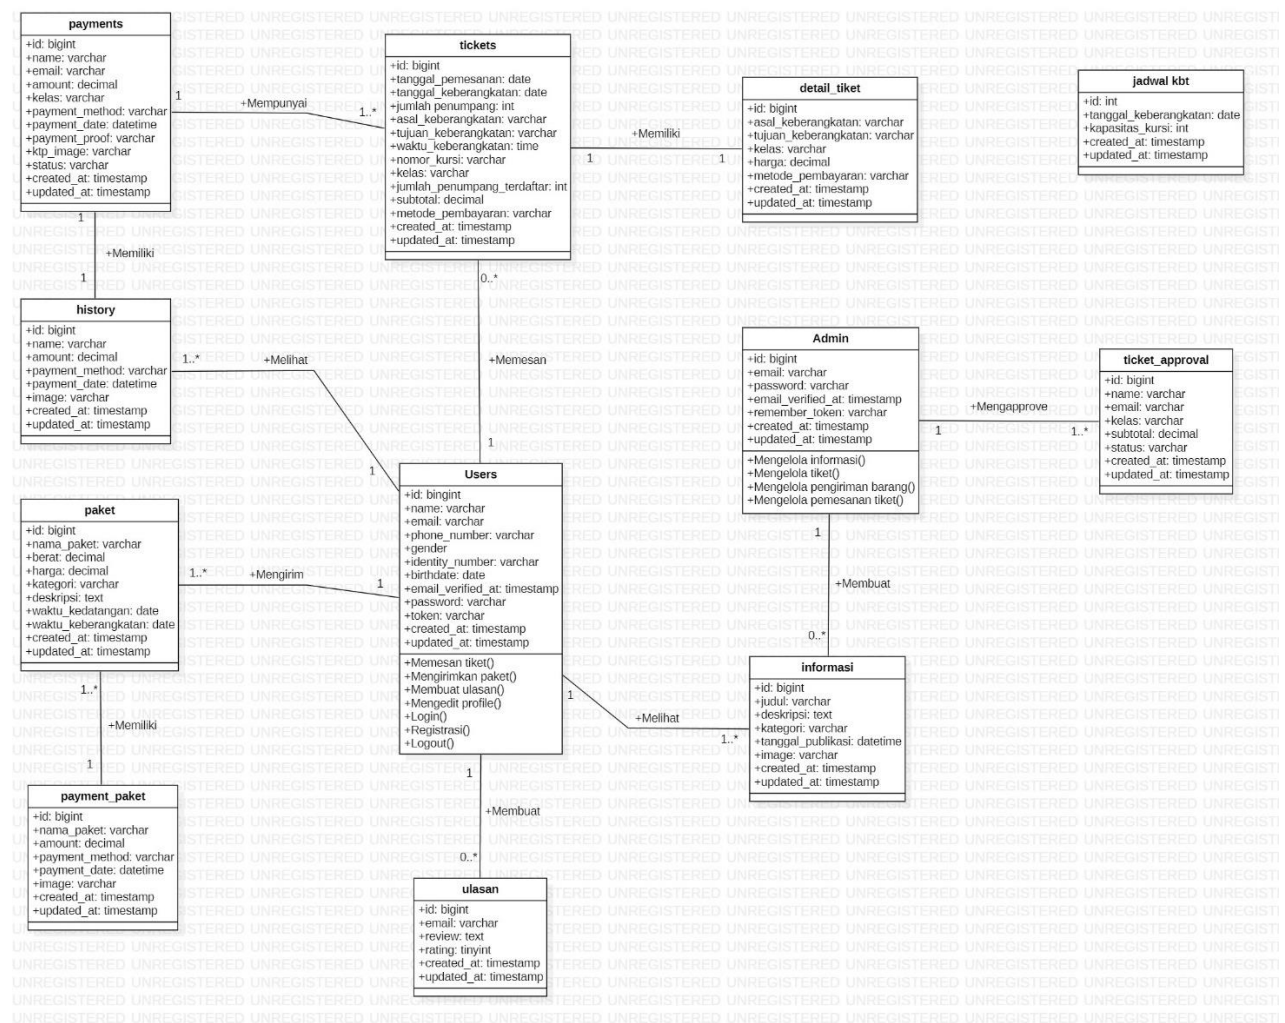 payments
+id: bigint
+name: varchar
+email: varchar
+amount: decimal
+kelas: varchar
+payment_method: varchar
+payment_date: datetime
+payment_proof: varchar
+ktp_image: varchar
+status: varchar
+created_at: timestamp
+updated_at: timestamp
1
+Mempunyai
1..*
tickets
+id: bigint
+tanggal_pemesanan: date
+tanggal_keberangkatan: date
+jumlah penumpang: int
+asal_keberangkatan: varchar
+tujuan_keberangkatan: varchar
+waktu_keberangkatan: time
+nomor_kursi: varchar
+kelas: varchar
+jumlah_penumpang_terdaftar: int
+subtotal: decimal
+metode_pembayaran: varchar
+created_at: timestamp
+updated_at: timestamp
+Memiliki
1
1
detail_tiket
+id: bigint
+asal_keberangkatan: varchar
+tujuan_keberangkatan: varchar
+kelas: varchar
+harga: decimal
+metode_pembayaran: varchar
+created_at: timestamp
+updated_at: timestamp
jadwal kbt
+id: int
+tanggal_keberangkatan: date
+kapasitas_kursi: int
+created_at: timestamp
+updated_at: timestamp
1
+Memiliki
1
history
+id: bigint
+name: varchar
+amount: decimal
+payment_method: varchar
+payment_date: datetime
+image: varchar
+created_at: timestamp
+updated_at: timestamp
1..*
+Melihat
1
0..*
+Memesan
1
Users
+id: bingint
+name: varchar
+email: varchar
+phone_number: varchar
+gender
+identity_number: varchar
+birthdate: date
+email_verified_at: timestamp
+password: varchar
+token: varchar
+created_at: timestamp
+updated_at: timestamp
+Memesan tiket()
+Mengirimkan paket()
+Membuat ulasan()
+Mengedit profile()
+Login()
+Registrasi()
+Logout()
Admin
+id: bigint
+email: varchar
+password: varchar
+email_verified_at: timestamp
+remember_token: varchar
+created_at: timestamp
+updated_at: timestamp
+Mengelola informasi()
+Mengelola tiket()
+Mengelola pengiriman barang()
+Mengelola pemesanan tiket()
+Mengapprove
1
1..*
ticket_approval
+id: bigint
+name: varchar
+email: varchar
+kelas: varchar
+subtotal: decimal
+status: varchar
+created_at: timestamp
+updated_at: timestamp
paket
+id: bigint
+nama_paket: varchar
+berat: decimal
+harga: decimal
+kategori: varchar
+deskripsi: text
+waktu_kedatangan: date
+waktu_keberangkatan: date
+created_at: timestamp
+updated_at: timestamp
1..*
+Mengirim
1
1
+Membuat
0..*
informasi
+id: bigint
+judul: varchar
+deskripsi: text
+kategori: varchar
+tanggal_publikasi: datetime
+image: varchar
+created_at: timestamp
+updated_at: timestamp
1
+Melihat
1..*
1..*
+Memiliki
1
payment_paket
+id: bigint
+nama_paket: varchar
+amount: decimal
+payment_method: varchar
+payment_date: datetime
+image: varchar
+created_at: timestamp
+updated_at: timestamp
1
+Membuat
0..*
ulasan
+id: bigint
+email: varchar
+review: text
+rating: tinyint
+created_at: timestamp
+updated_at: timestamp
UNREGISTERED